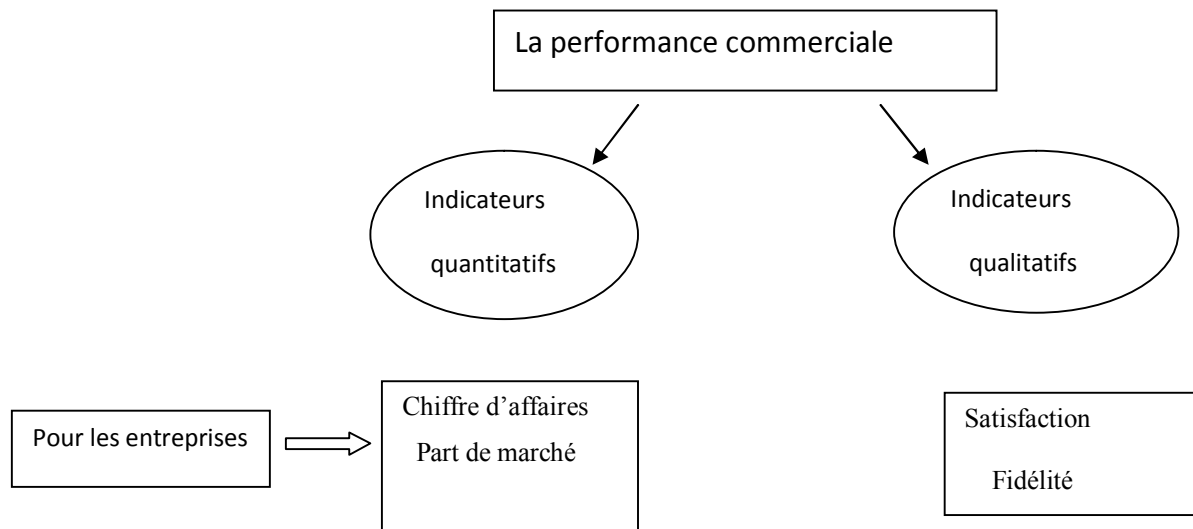 La performance commerciale
Indicateurs
quantitatifs
Indicateurs
qualitatifs
Pour les entreprises
Chiffre d’affaires
Part de marché
Satisfaction
Fidélité